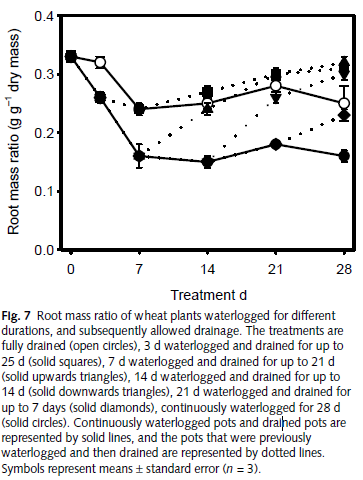 0.4
0.3
0.2
0.1
0.0
Root mass ratio (g g⁻¹ dry mass)
0 3 7 14 21 28
Treatment d
Fig. 7 Root mass ratio of wheat plants waterlogged for different
durations, and subsequently allowed drainage. The treatments are
fully drained (open circles), 3 d waterlogged and drained for up to
25 d (solid squares), 7 d waterlogged and drained for up to 21 d
(solid upwards triangles), 14 d waterlogged and drained for up to
14 d (solid downwards triangles), 21 d waterlogged and drained for
up to 7 days (solid diamonds), continuously waterlogged for 28 d
(solid circles). Continuously waterlogged pots and drained pots are
represented by solid lines, and the pots that were previously
waterlogged and then drained are represented by dotted lines.
Symbols represent means ± standard error (n = 3).